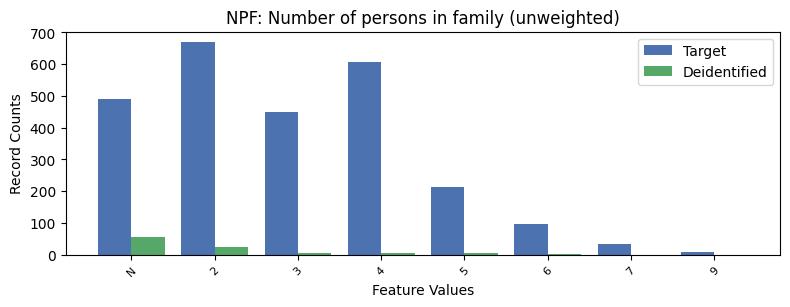 NPF: Number of persons in family (unweighted)
Target
Deidentified
Record Counts
700
600
500
400
300
200
100
0
N 2 3 4 5 6 7 9
Feature Values